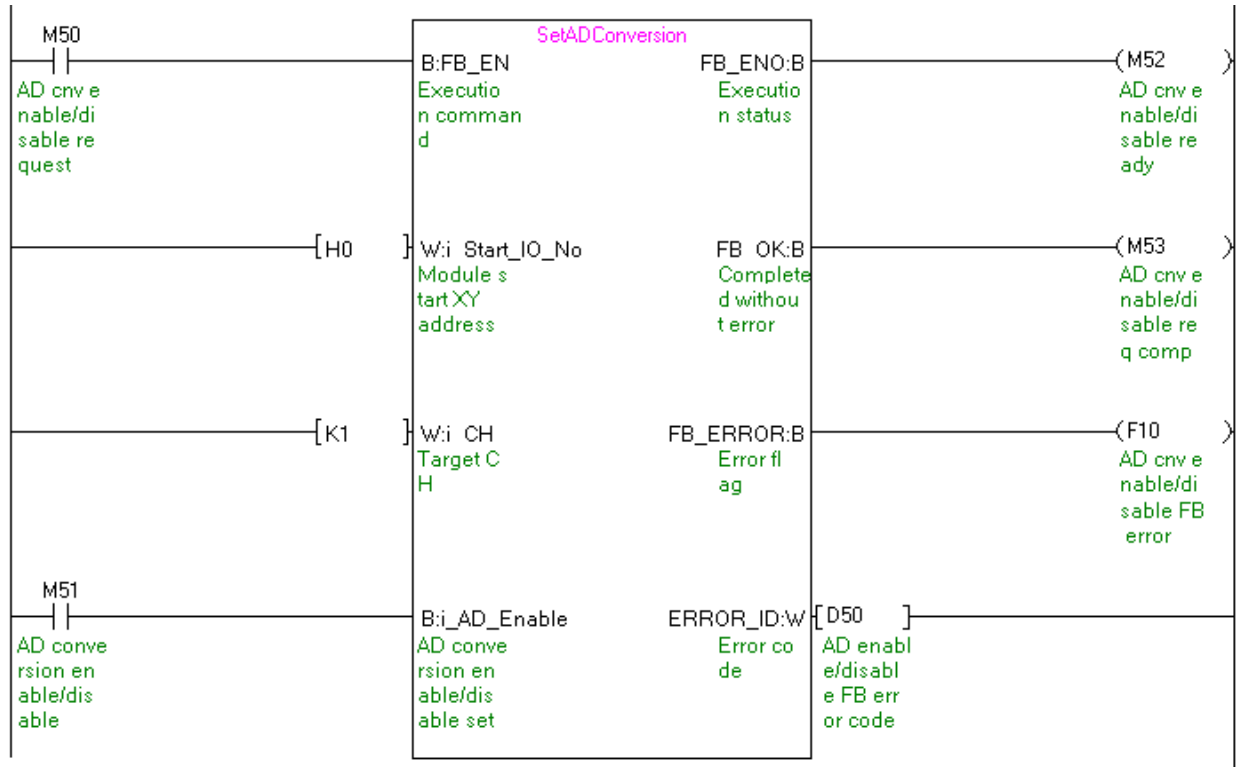 M50
SetADConversion
B:FB_EN
FB_ENO:B
(M52 )
AD cnv e
nable/di
sable re
quest
Executio
n comman
d
Executio
n status
AD cnv e
nable/di
sable re
ady
[H0 ]
W:i_Start_IO_No
FB_OK:B
(M53 )
Module s
tart XY
address
Complete
d withou
t error
AD cnv e
nable/di
sable re
q comp
[K1 ]
W:i_CH
FB_ERROR:B
(F10 )
Target C
H
Error fl
ag
AD cnv e
nable/di
sable FB
error
M51
B:i_AD_Enable
ERROR_ID:W
[D50 ]
AD conve
rsion en
able/dis
able
AD conve
rsion en
able/dis
able set
Error co
de
AD enabl
e/disabl
e FB err
or code